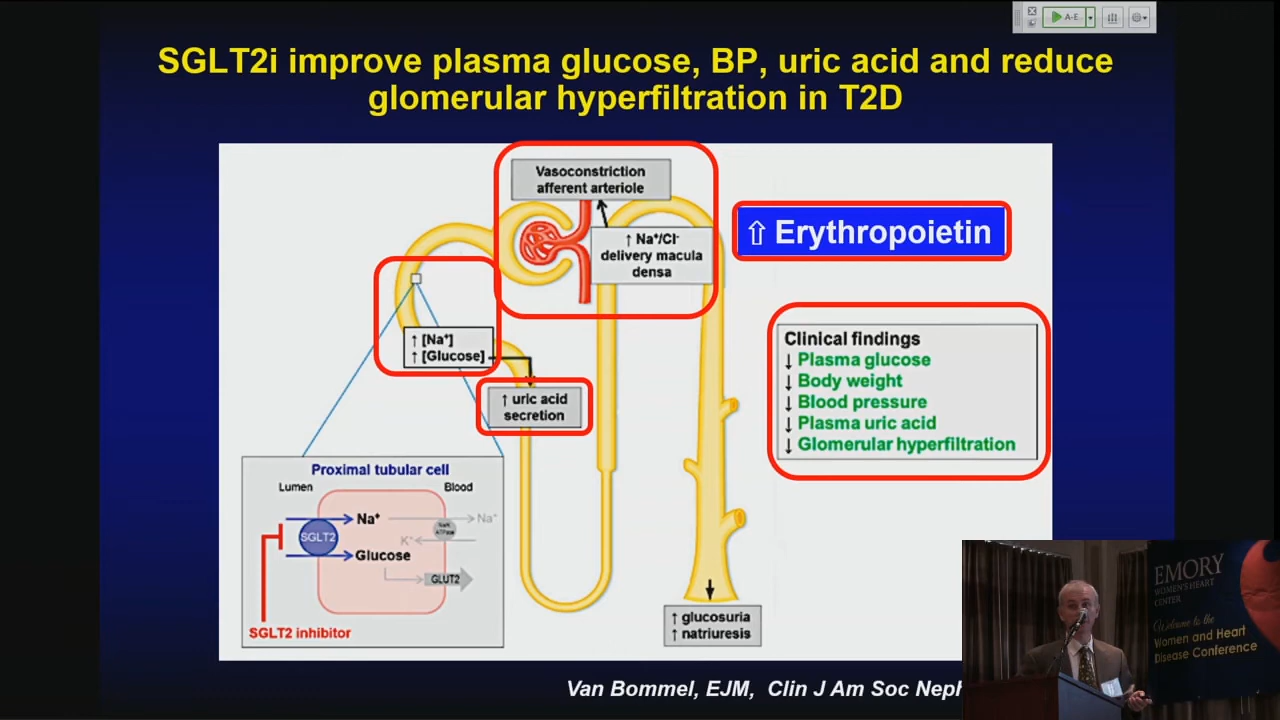 A-E
SGLT2i improve plasma glucose, BP, uric acid and reduce
glomerular hyperfiltration in T2D
Vasoconstriction
afferent arteriole
↑ Na⁺/Cl⁻
delivery macula
densa
⇧ Erythropoietin
↑ [Na⁺]
↑ [Glucose]
↑ uric acid
secretion
Clinical findings
↓ Plasma glucose
↓ Body weight
↓ Blood pressure
↓ Plasma uric acid
↓ Glomerular hyperfiltration
Proximal tubular cell
Lumen
Blood
Na⁺
Na⁺
Na/K
ATPase
SGLT2
K⁺
Glucose
GLUT2
SGLT2 inhibitor
↑ glucosuria
↑ natriuresis
Van Bommel, EJM, Clin J Am Soc Neph
EMORY
WOMEN'S HEART
CENTER
Welcome to the
Women and Heart
Disease Conference